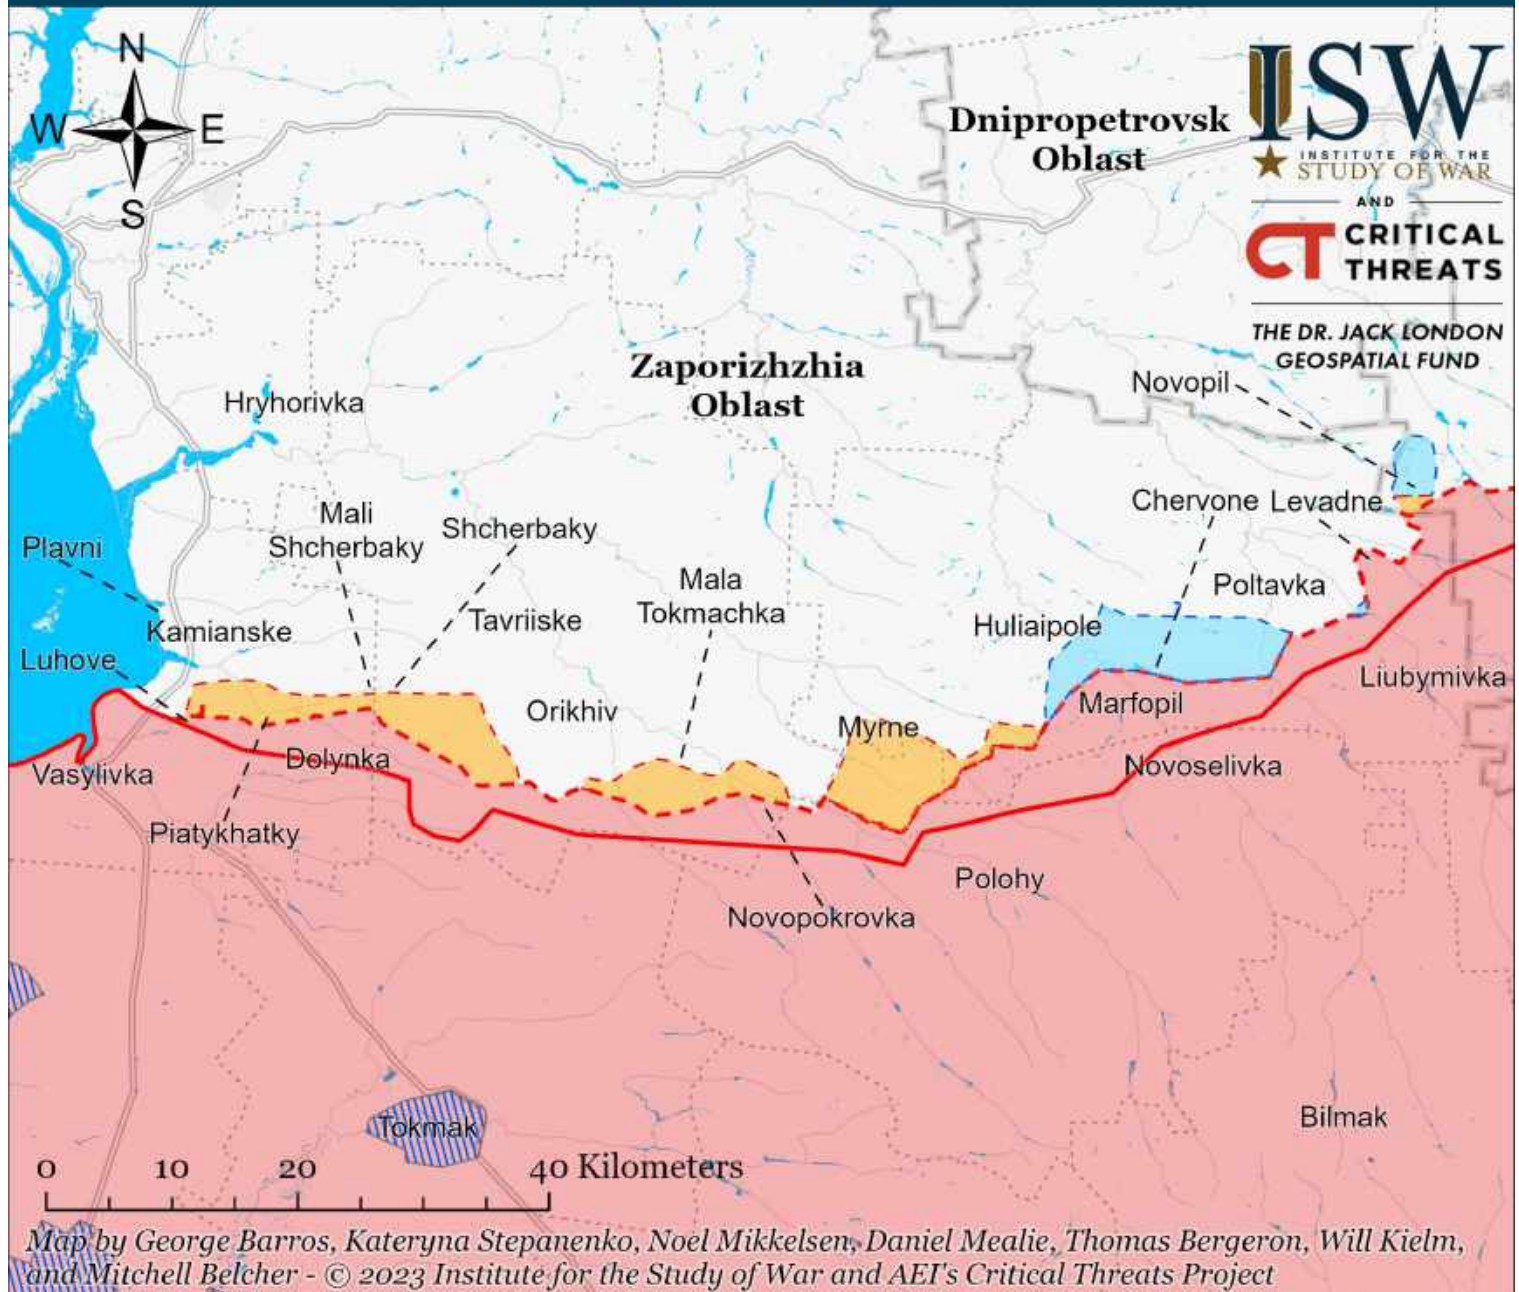 N
W
E
S
Dnipropetrovsk
Oblast
ISW
INSTITUTE FOR THE
STUDY OF WAR
AND
CT CRITICAL
THREATS
THE DR. JACK LONDON
GEOSPATIAL FUND
Zaporizhzhia
Oblast
Novopil
Hryhorivka
Mali
Shcherbaky
Shcherbaky
Chervone
Levadne
Plavni
Mala
Tokmachka
Poltavka
Kamianske
Tavriiske
Huliaipole
Luhove
Orikhiv
Marfopil
Liubymivka
Myrne
Vasylivka
Dolynka
Novoselivka
Piatykhatky
Polohy
Novopokrovka
Tokmak
Bilmak
0 10 20 40 Kilometers
Map by George Barros, Kateryna Stepanenko, Noel Mikkelsen, Daniel Mealie, Thomas Bergeron, Will Kielm,
and Mitchell Belcher - © 2023 Institute for the Study of War and AEI's Critical Threats Project